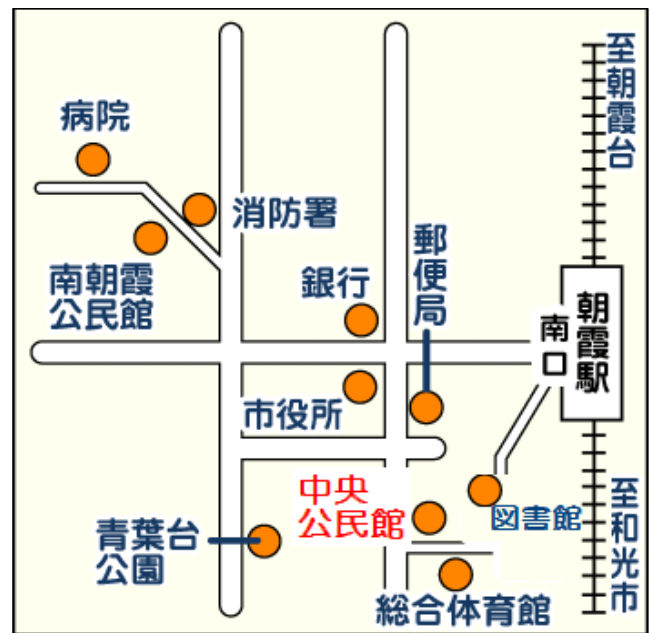 至朝霞台
病院
消防署
南朝霞
公民館
銀行
郵便局
南口
朝霞駅
市役所
中央
公民館
図書館
至和光市
青葉台
公園
総合体育館